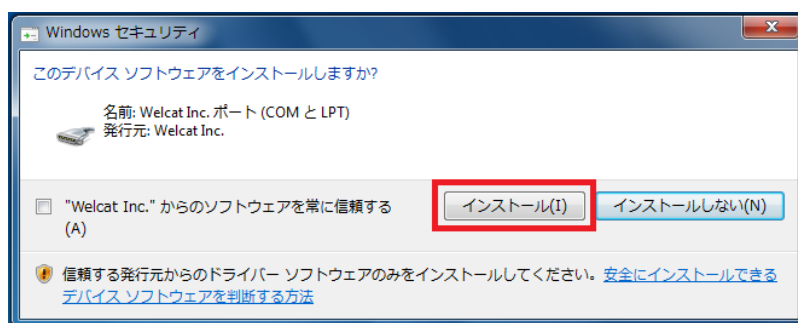 Windows セキュリティ
このデバイス ソフトウェアをインストールしますか?
名前: Welcat Inc. ポート (COM と LPT)
発行元: Welcat Inc.
"Welcat Inc." からのソフトウェアを常に信頼する
(A)
インストール(I)
インストールしない(N)
信頼する発行元からのドライバー ソフトウェアのみをインストールしてください。安全にインストールできる
デバイス ソフトウェアを判断する方法